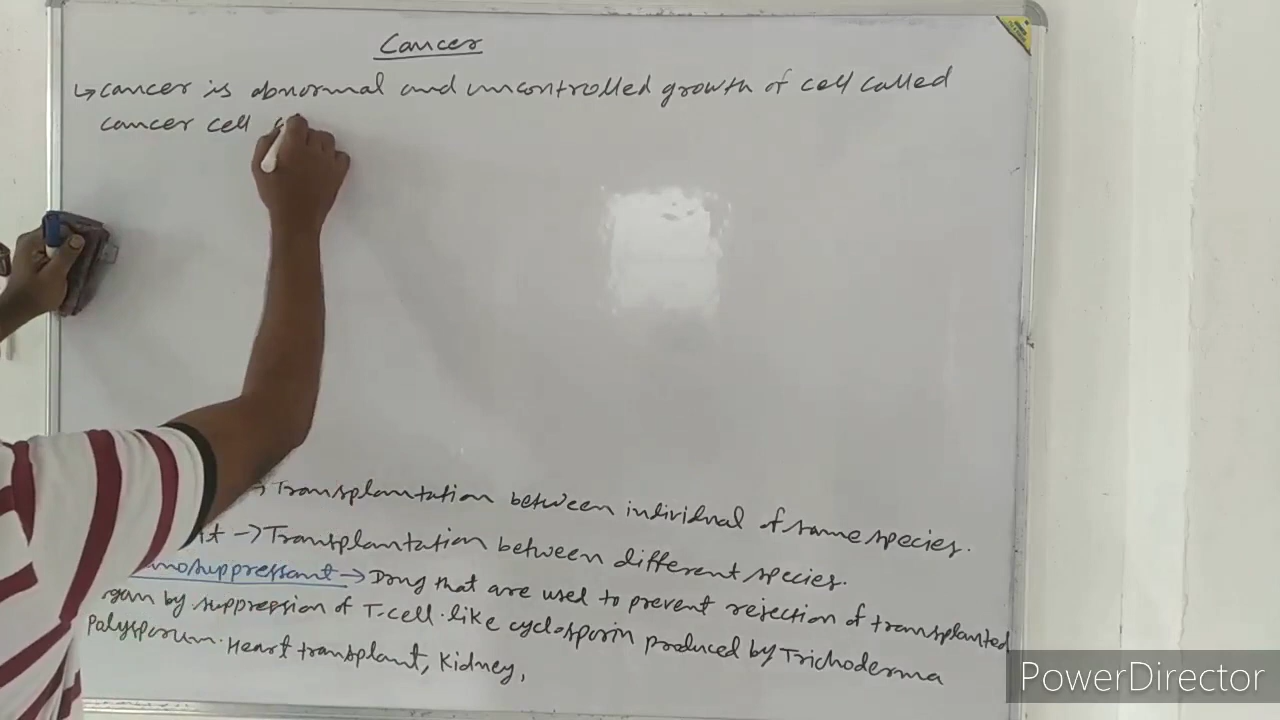 Cancer
↳ cancer is abnormal and uncontrolled growth of cell called
cancer cell
→ Transplantation between individual of same species.
→ Transplantation between different species.
nosuppressant → Drug that are used to prevent rejection of transplanted
gan by suppression of T-cell. like cyclosporin produced by Trichoderma
Polysporum. Heart transplant, Kidney,
PowerDirector